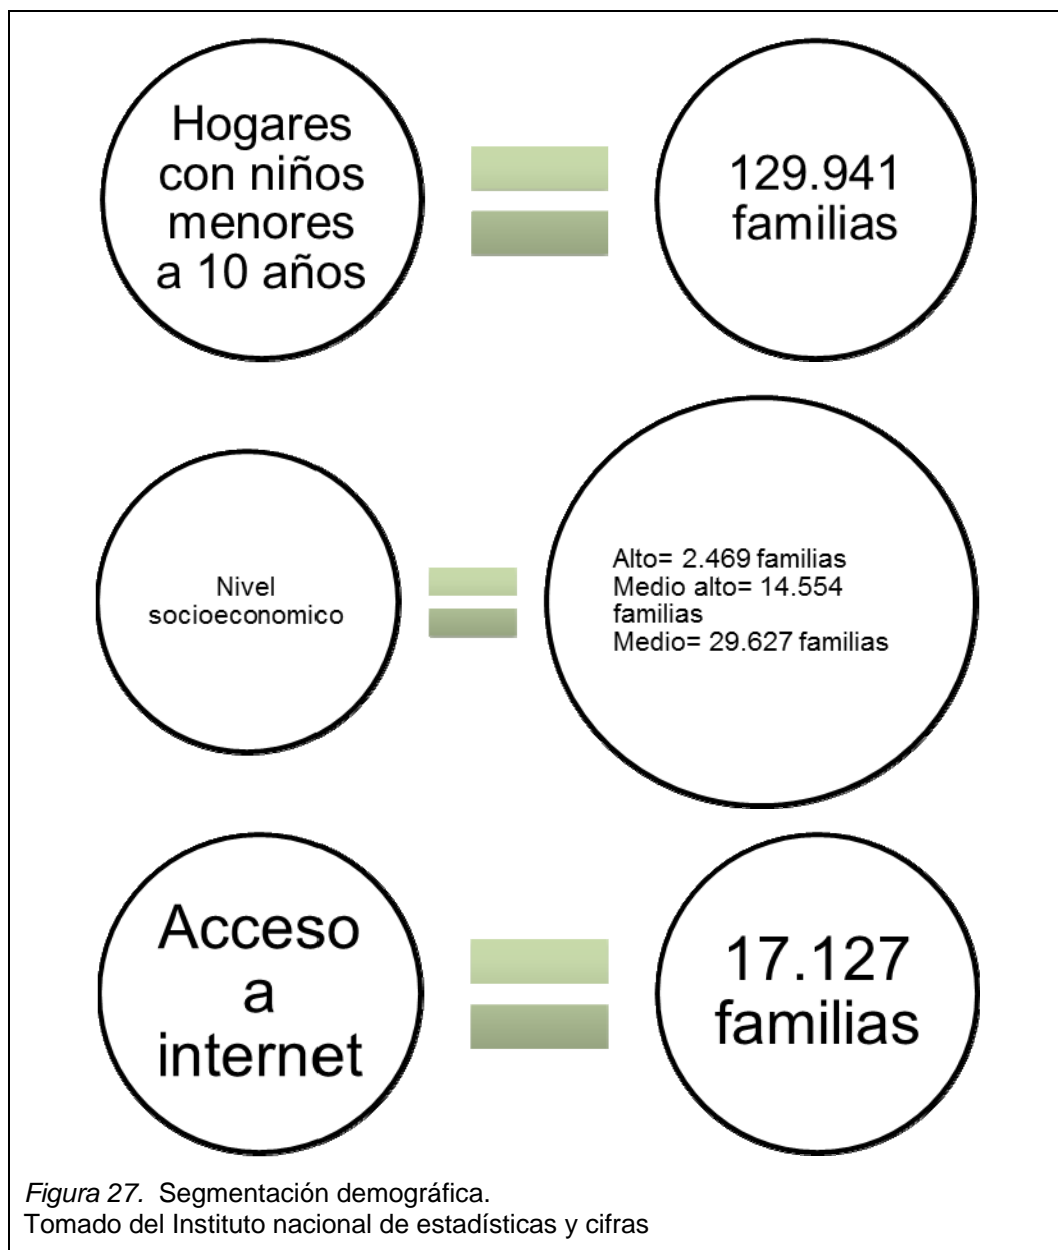 Hogares
con niños
menores
a 10 años
129.941
familias
Nivel
socioeconomico
Alto= 2.469 familias
Medio alto= 14.554
familias
Medio= 29.627 familias
Acceso
a
internet
17.127
familias
Figura 27. Segmentación demográfica.
Tomado del Instituto nacional de estadísticas y cifras